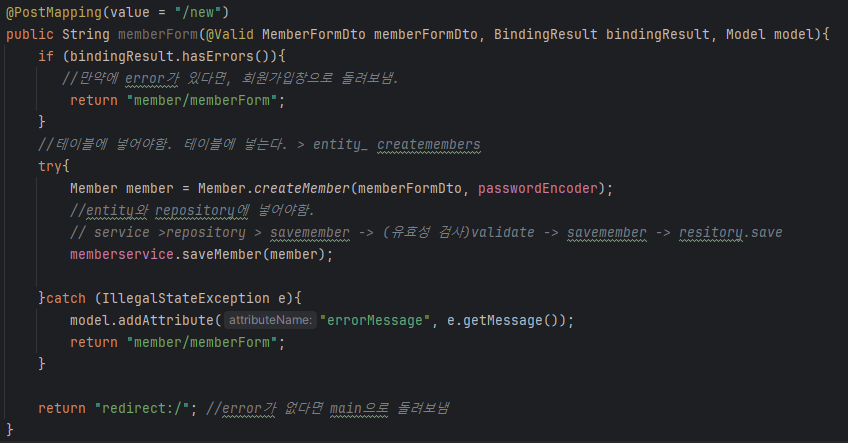 @PostMapping(value = "/new")
public String memberForm(@Valid MemberFormDto memberFormDto, BindingResult bindingResult, Model model){
if (bindingResult.hasErrors()){
//만약에 error가 있다면, 회원가입창으로 돌려보냄.
return "member/memberForm";
}
//테이블에 넣어야함. 테이블에 넣는다. > entity_ createmembers
try{
Member member = Member.createMember(memberFormDto, passwordEncoder);
//entity와 repository에 넣어야함.
// service >repository > savemember -> (유효성 검사)validate -> savemember -> resitory.save
memberservice.saveMember(member);
}catch (IllegalStateException e){
model.addAttribute( attributeName: "errorMessage", e.getMessage());
return "member/memberForm";
}
return "redirect:/"; //error가 없다면 main으로 돌려보냄
}